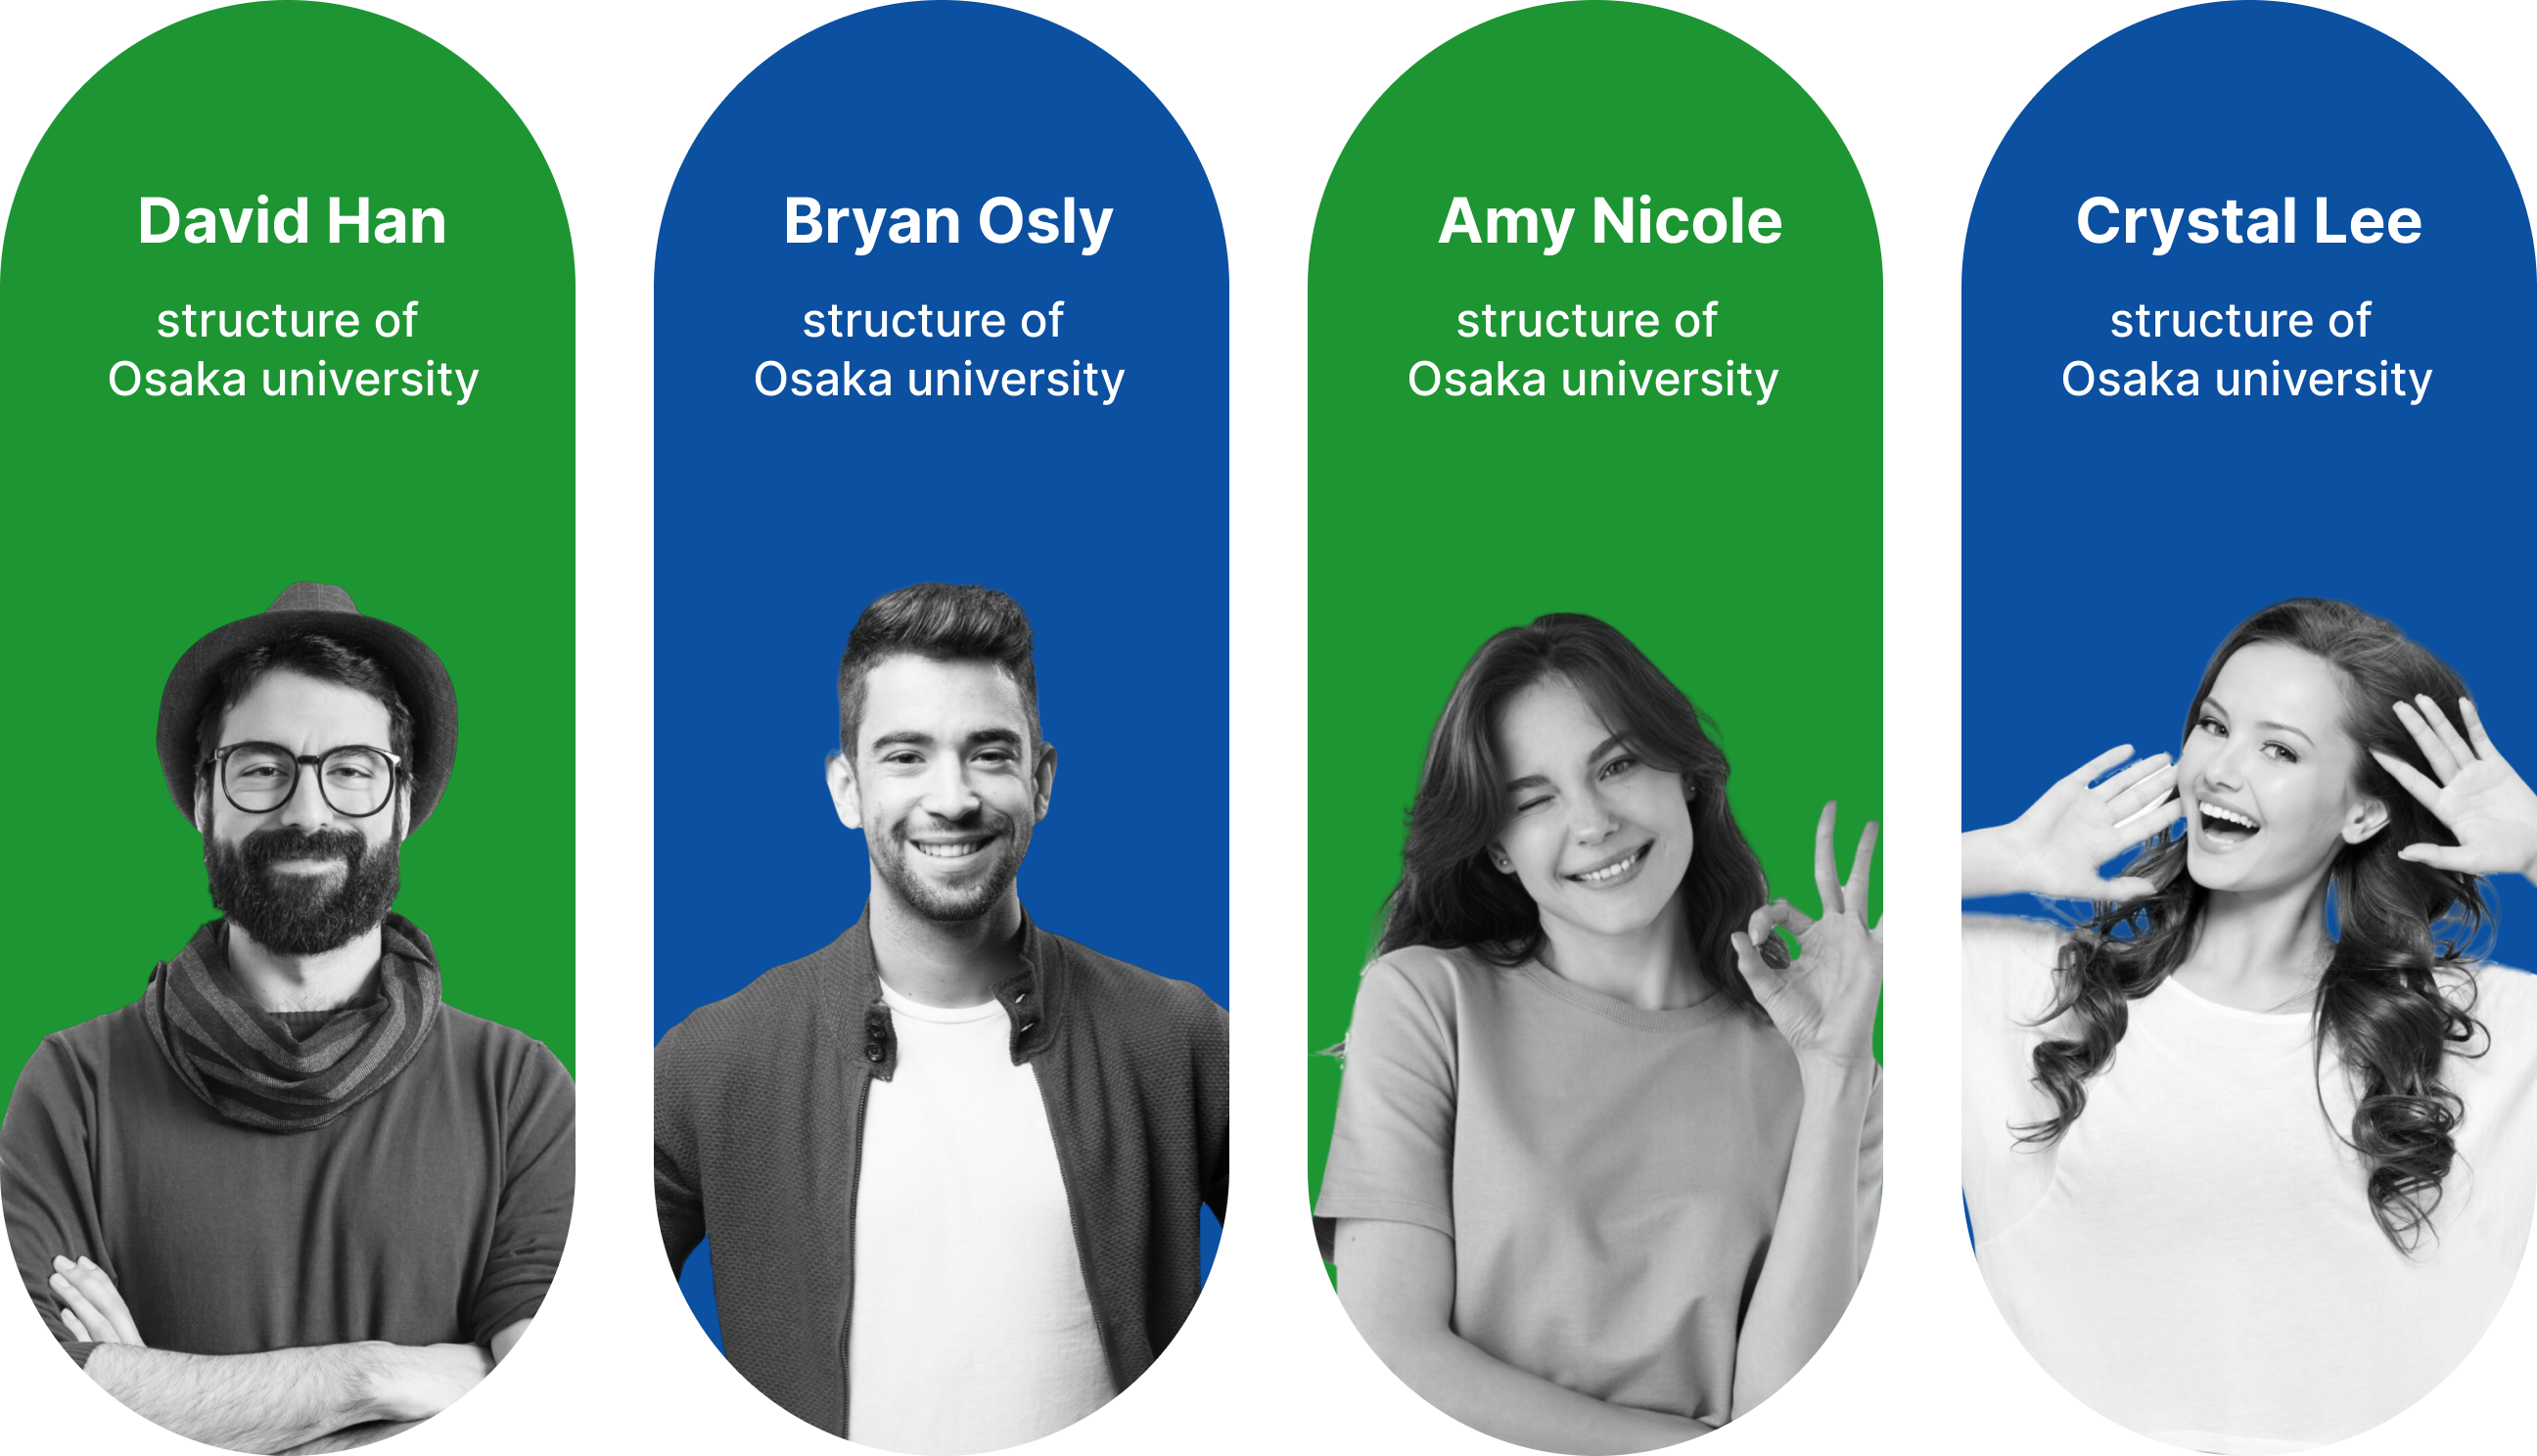 David Han
structure of
Osaka university
Bryan Osly
structure of
Osaka university
Amy Nicole
structure of
Osaka university
Crystal Lee
structure of
Osaka university